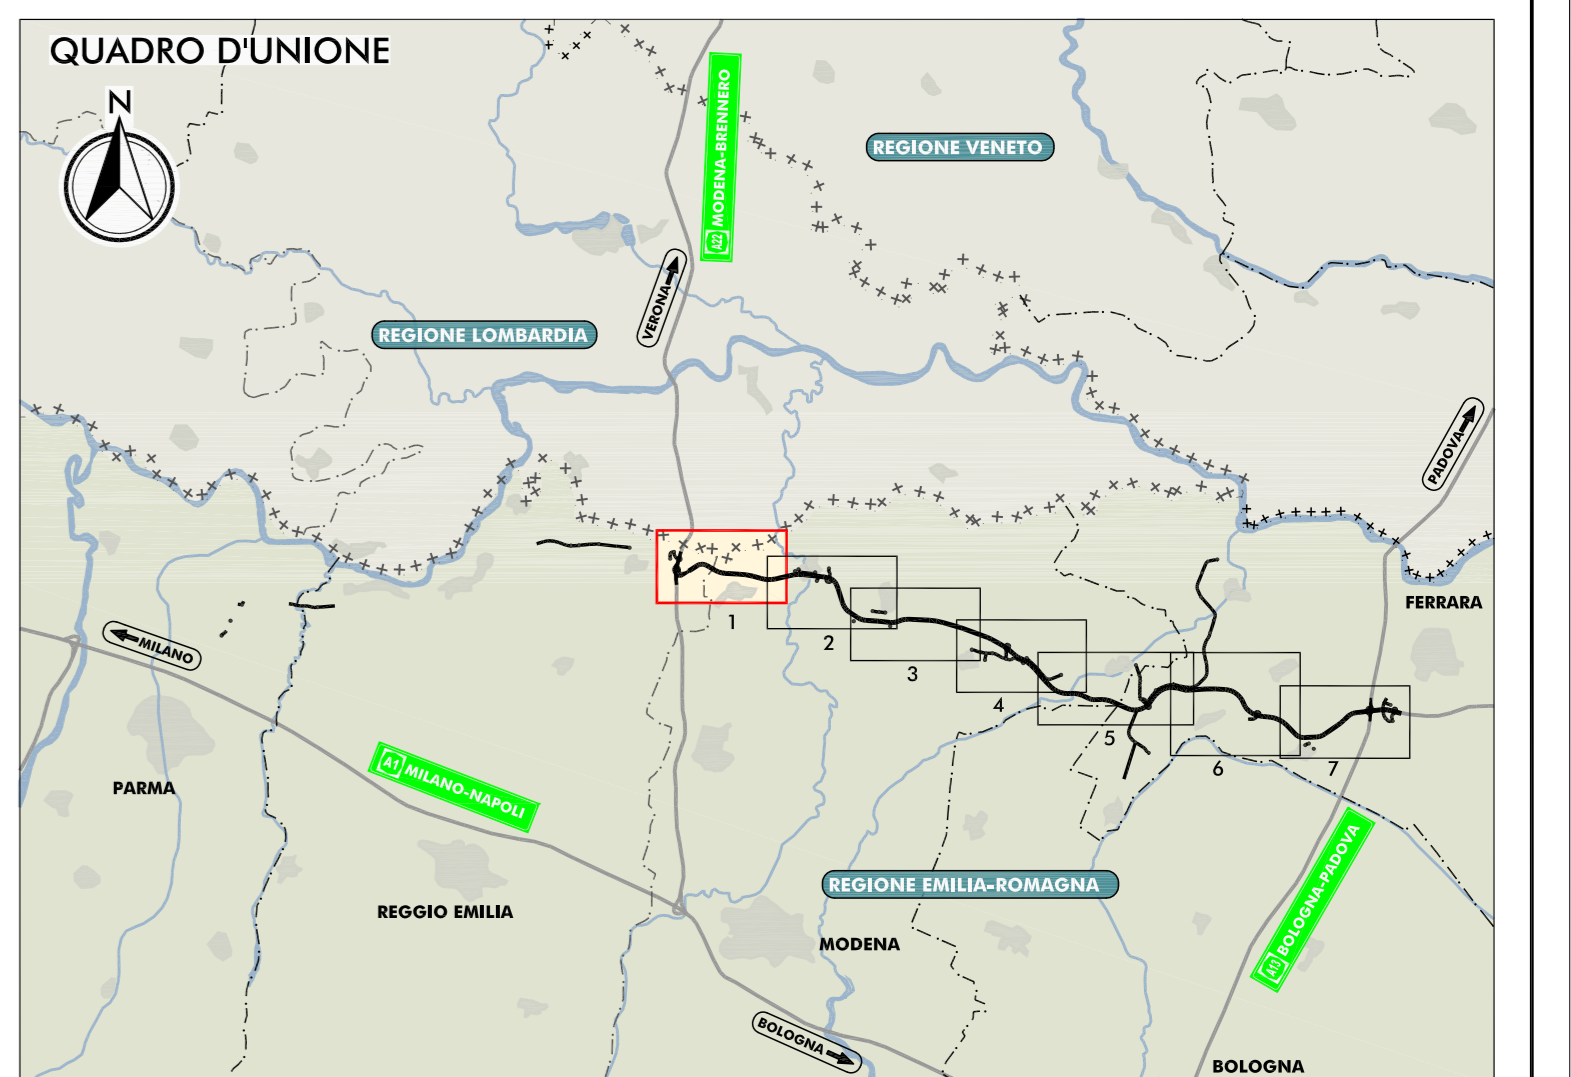 QUADRO D'UNIONE
N
A22 MODENA-BRENNERO
REGIONE VENETO
VERONA
REGIONE LOMBARDIA
PADOVA
FERRARA
MILANO
1
2
3
4
5
6
7
PARMA
A1 MILANO-NAPOLI
REGGIO EMILIA
REGIONE EMILIA-ROMAGNA
MODENA
A13 BOLOGNA-PADOVA
BOLOGNA
BOLOGNA